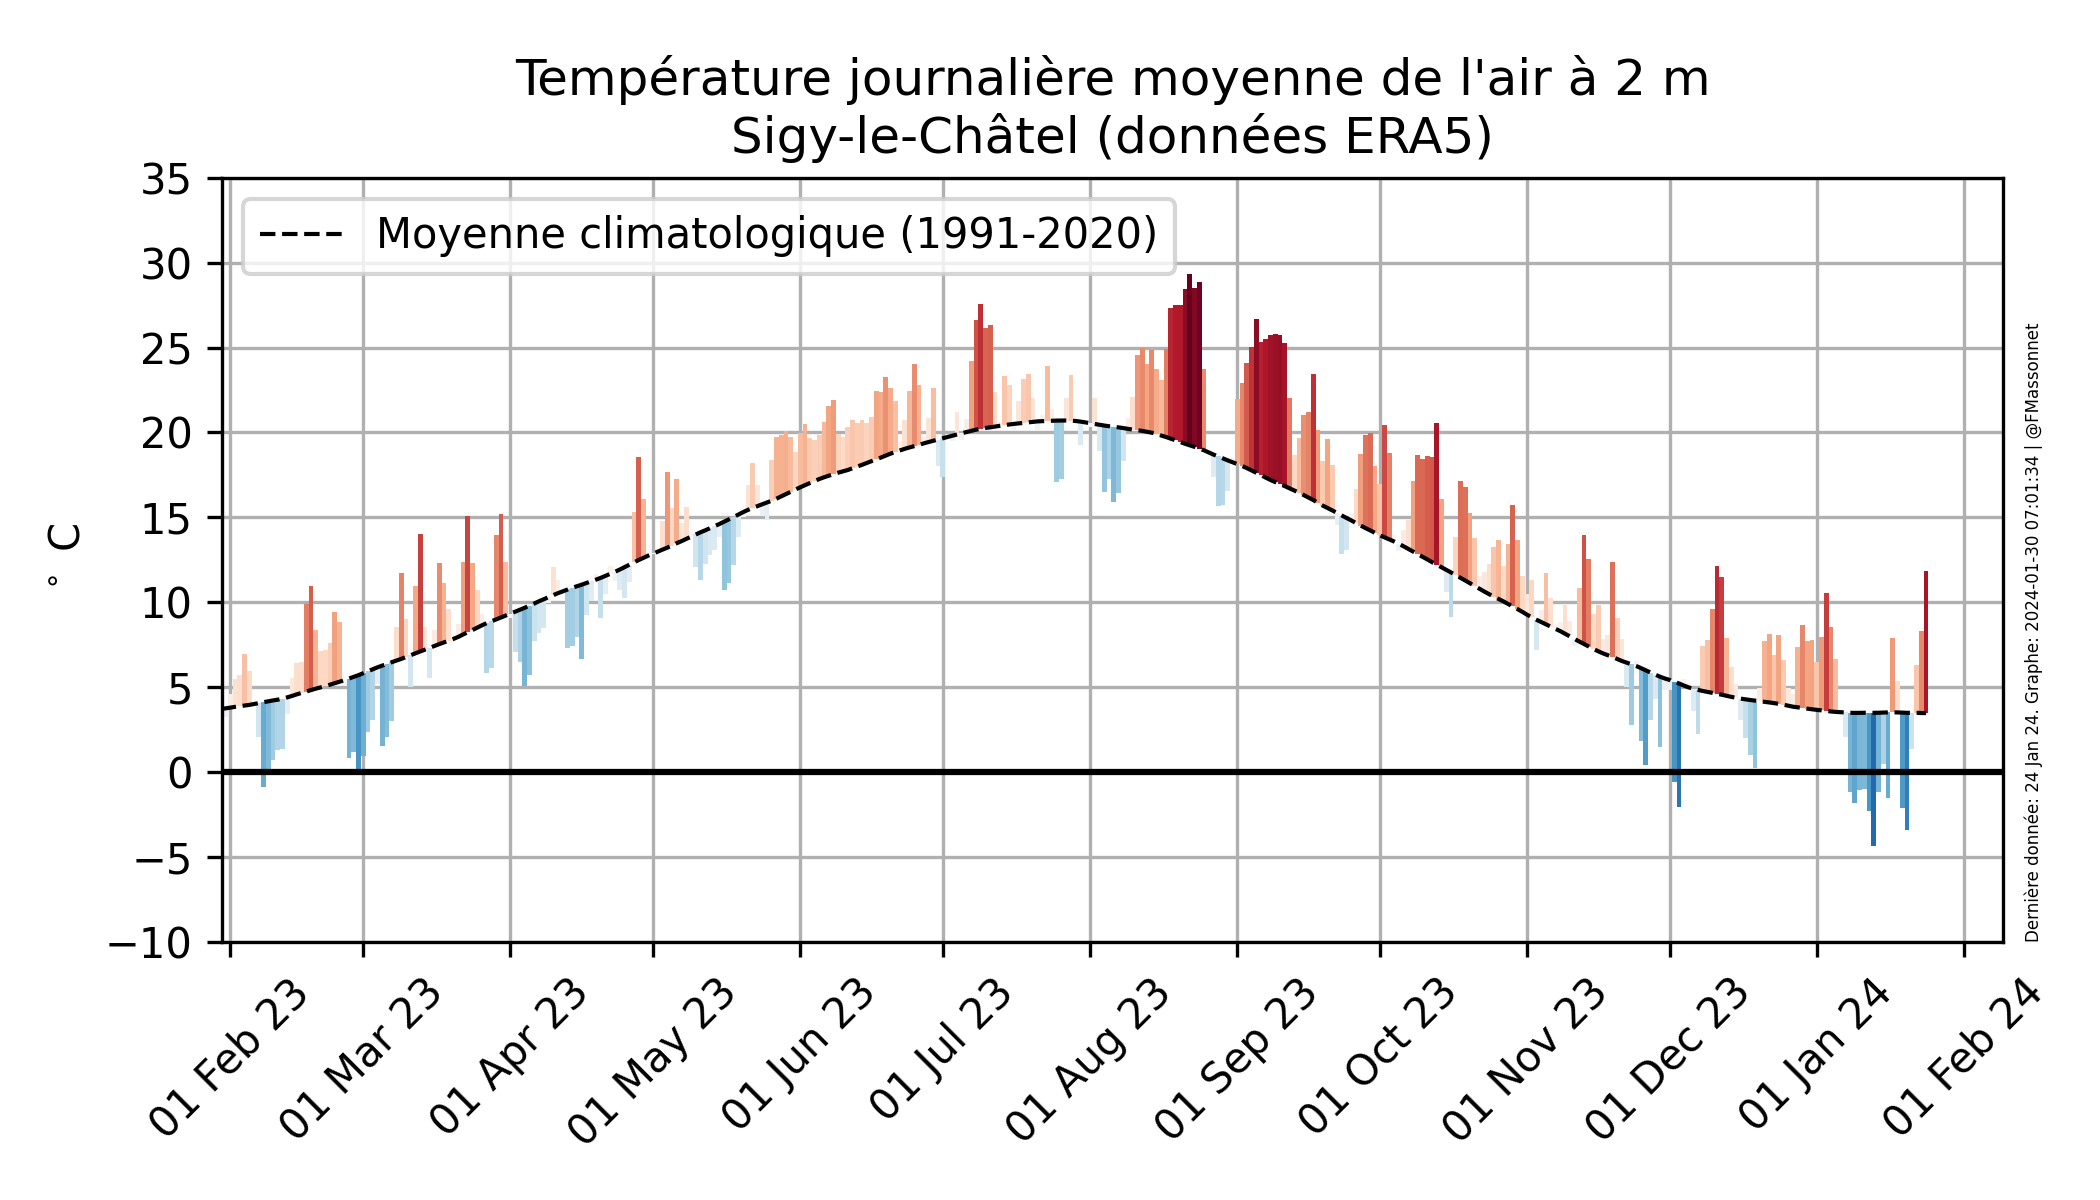 Température journalière moyenne de l'air à 2 m
Sigy-le-Châtel (données ERA5)
35
30
25
20
15
10
5
0
−5
−10
° C
Moyenne climatologique (1991-2020)
01 Feb 23
01 Mar 23
01 Apr 23
01 May 23
01 Jun 23
01 Jul 23
01 Aug 23
01 Sep 23
01 Oct 23
01 Nov 23
01 Dec 23
01 Jan 24
01 Feb 24
Dernière donnée: 24 Jan 24. Graphe: 2024-01-30 07:01:34 | @FMassonnet